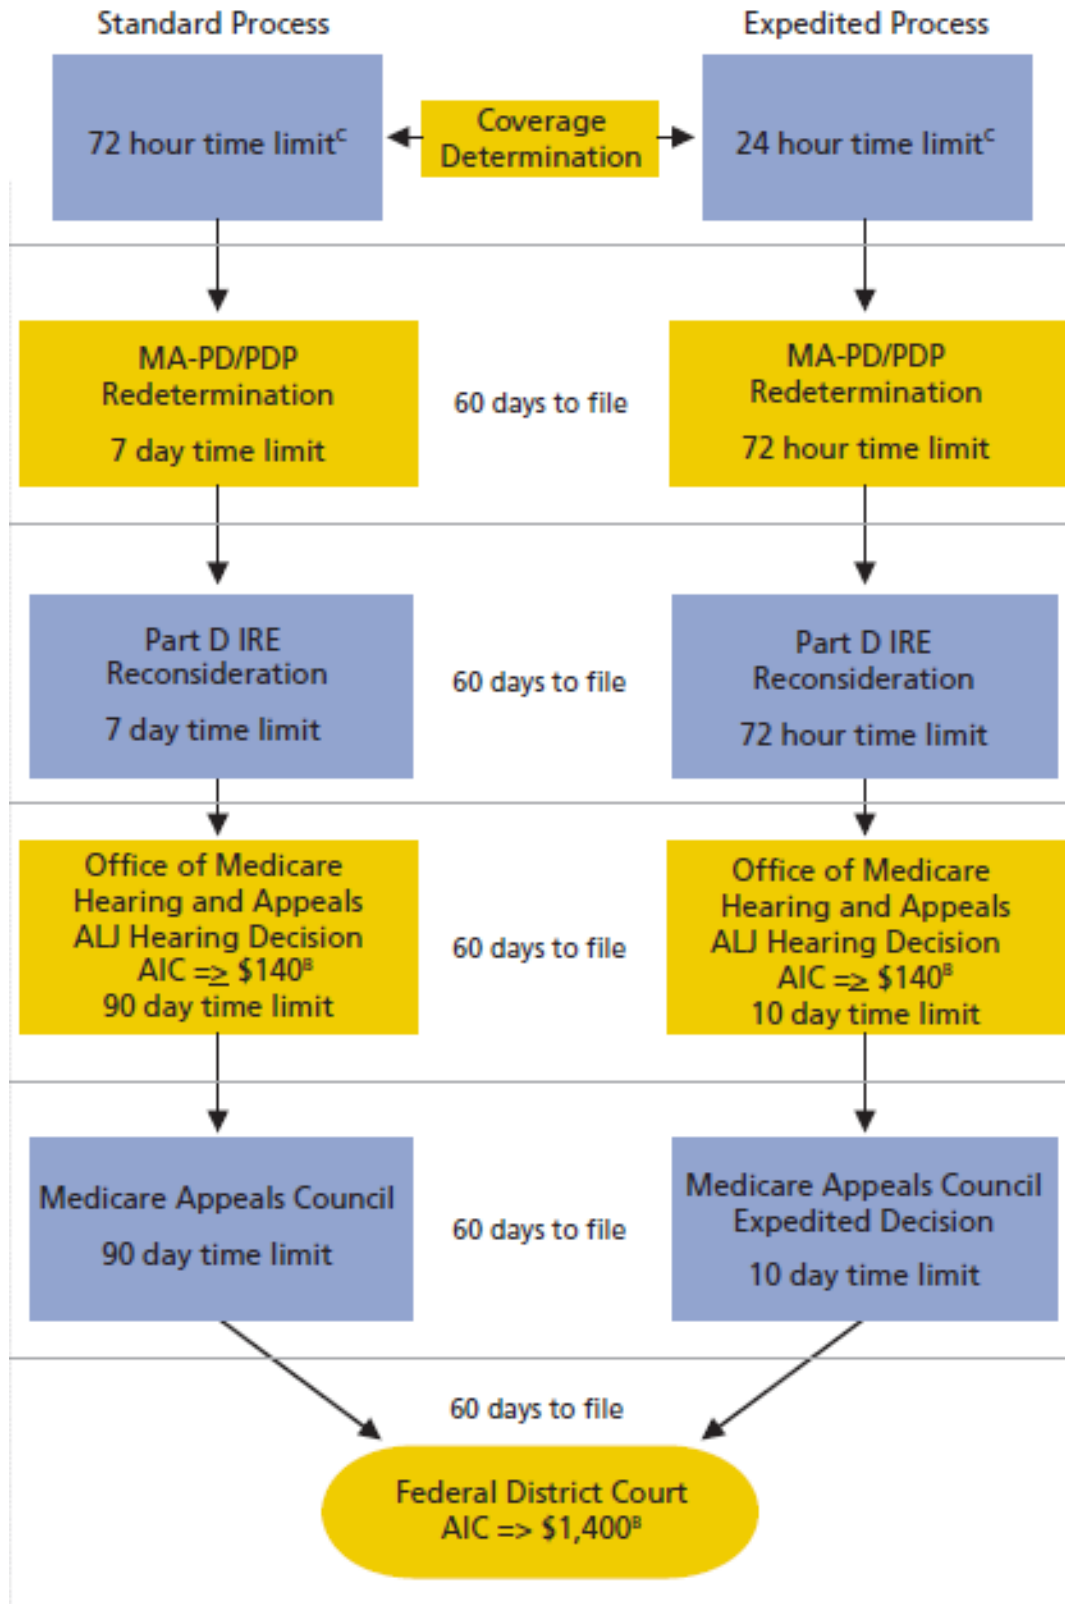 Standard Process
Expedited Process
72 hour time limitᶜ
Coverage
Determination
24 hour time limitᶜ
MA-PD/PDP
Redetermination
7 day time limit
60 days to file
MA-PD/PDP
Redetermination
72 hour time limit
Part D IRE
Reconsideration
7 day time limit
60 days to file
Part D IRE
Reconsideration
72 hour time limit
Office of Medicare
Hearing and Appeals
ALJ Hearing Decision
AIC =≥ $140ᴮ
90 day time limit
60 days to file
Office of Medicare
Hearing and Appeals
ALJ Hearing Decision
AIC =≥ $140ᴮ
10 day time limit
Medicare Appeals Council
90 day time limit
60 days to file
Medicare Appeals Council
Expedited Decision
10 day time limit
60 days to file
Federal District Court
AIC => $1,400ᴮ